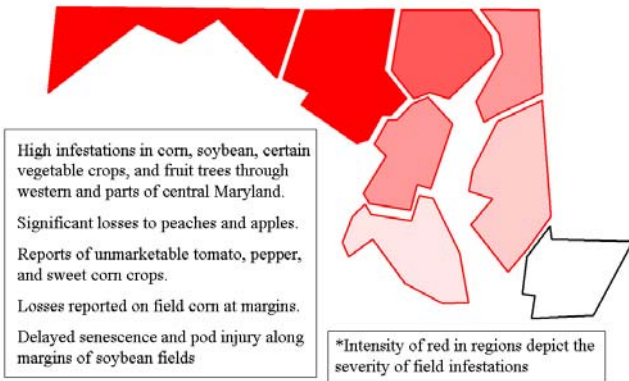 High infestations in corn, soybean, certain
vegetable crops, and fruit trees through
western and parts of central Maryland.
Significant losses to peaches and apples.
Reports of unmarketable tomato, pepper,
and sweet corn crops.
Losses reported on field corn at margins.
Delayed senescence and pod injury along
margins of soybean fields
*Intensity of red in regions depict the
severity of field infestations